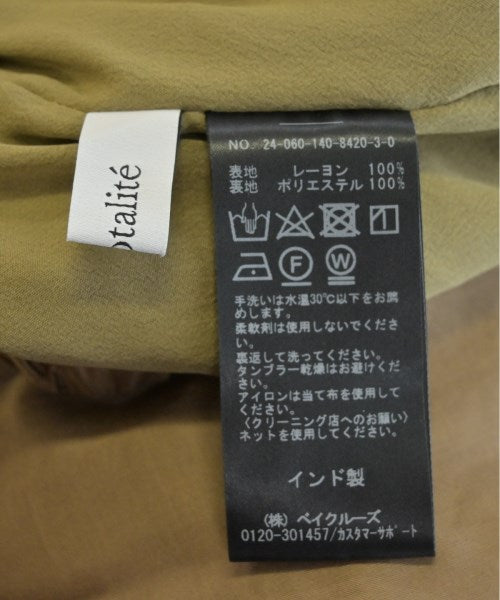 otalité
NO. 24-060-140-8420-3-0
表地 レーヨン 100%
裏地 ポリエステル 100%
F
W
手洗いは水温30℃以下をお薦
めします。
柔軟剤は使用しないでくださ
い。
裏返して洗ってください。
タンブラー乾燥はお避けくだ
さい。
アイロンは当て布を使用して
ください。
〈クリーニング店へのお願い〉
ネットを使用してください。
インド製
(株) ベイクルーズ
0120-301457/カスタマーサポート